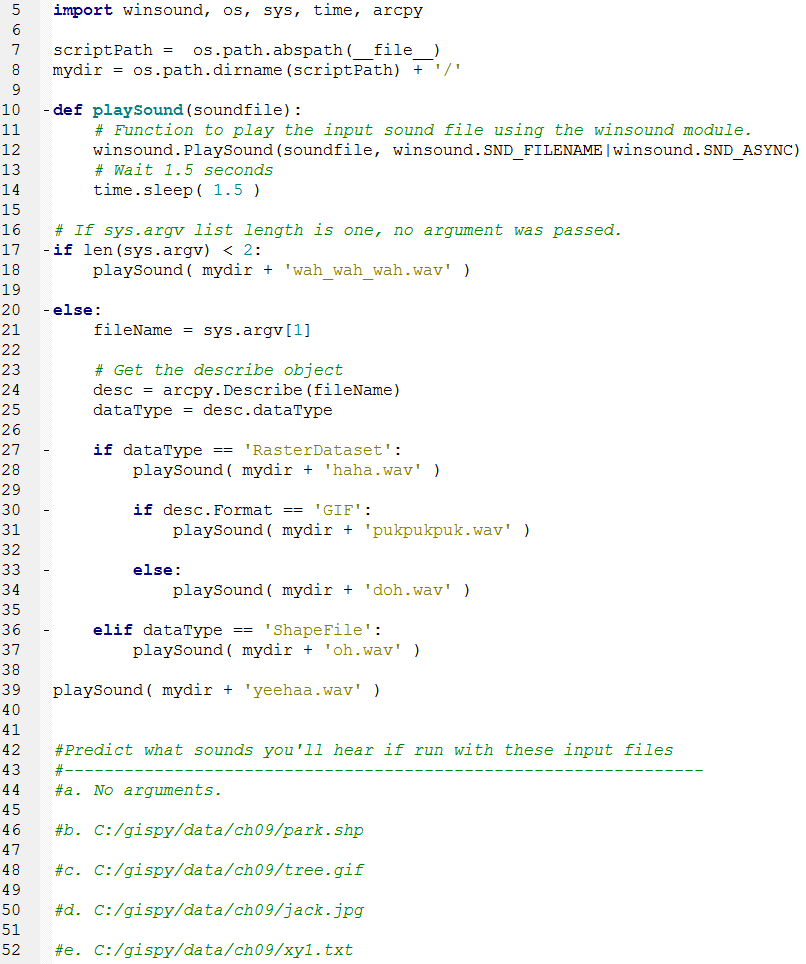 5 import winsound, os, sys, time, arcpy
6
7 scriptPath =  os.path.abspath(__file__)
8 mydir = os.path.dirname(scriptPath) + '/'
9
10 -def playSound(soundfile):
11     # Function to play the input sound file using the winsound module.
12     winsound.PlaySound(soundfile, winsound.SND_FILENAME|winsound.SND_ASYNC)
13     # Wait 1.5 seconds
14     time.sleep( 1.5 )
15
16 # If sys.argv list length is one, no argument was passed.
17 -if len(sys.argv) < 2:
18     playSound( mydir + 'wah_wah_wah.wav' )
19
20 -else:
21     fileName = sys.argv[1]
22
23     # Get the describe object
24     desc = arcpy.Describe(fileName)
25     dataType = desc.dataType
26
27 -    if dataType == 'RasterDataset':
28         playSound( mydir + 'haha.wav' )
29
30 -        if desc.Format == 'GIF':
31             playSound( mydir + 'pukpukpuk.wav' )
32
33 -        else:
34             playSound( mydir + 'doh.wav' )
35
36 -    elif dataType == 'ShapeFile':
37         playSound( mydir + 'oh.wav' )
38
39 playSound( mydir + 'yeehaa.wav' )
40
41
42 #Predict what sounds you'll hear if run with these input files
43 #----------------------------------------------------------------
44 #a. No arguments.
45
46 #b. C:/gispy/data/ch09/park.shp
47
48 #c. C:/gispy/data/ch09/tree.gif
49
50 #d. C:/gispy/data/ch09/jack.jpg
51
52 #e. C:/gispy/data/ch09/xy1.txt